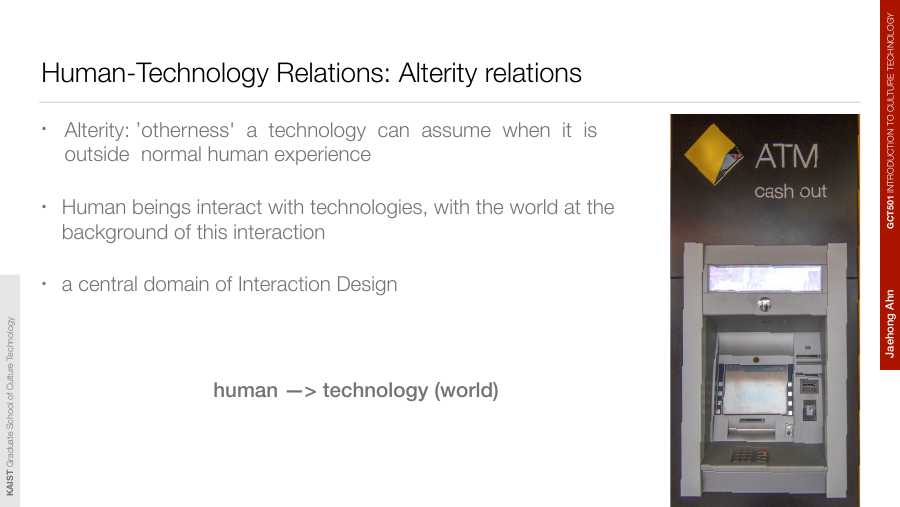 Human-Technology Relations: Alterity relations
• Alterity: 'otherness' a technology can assume when it is
outside normal human experience
• Human beings interact with technologies, with the world at the
background of this interaction
• a central domain of Interaction Design
human —> technology (world)
ATM
cash out
GCT501 INTRODUCTION TO CULTURE TECHNOLOGY
Jaehong Ahn
KAIST Graduate School of Culture Technology